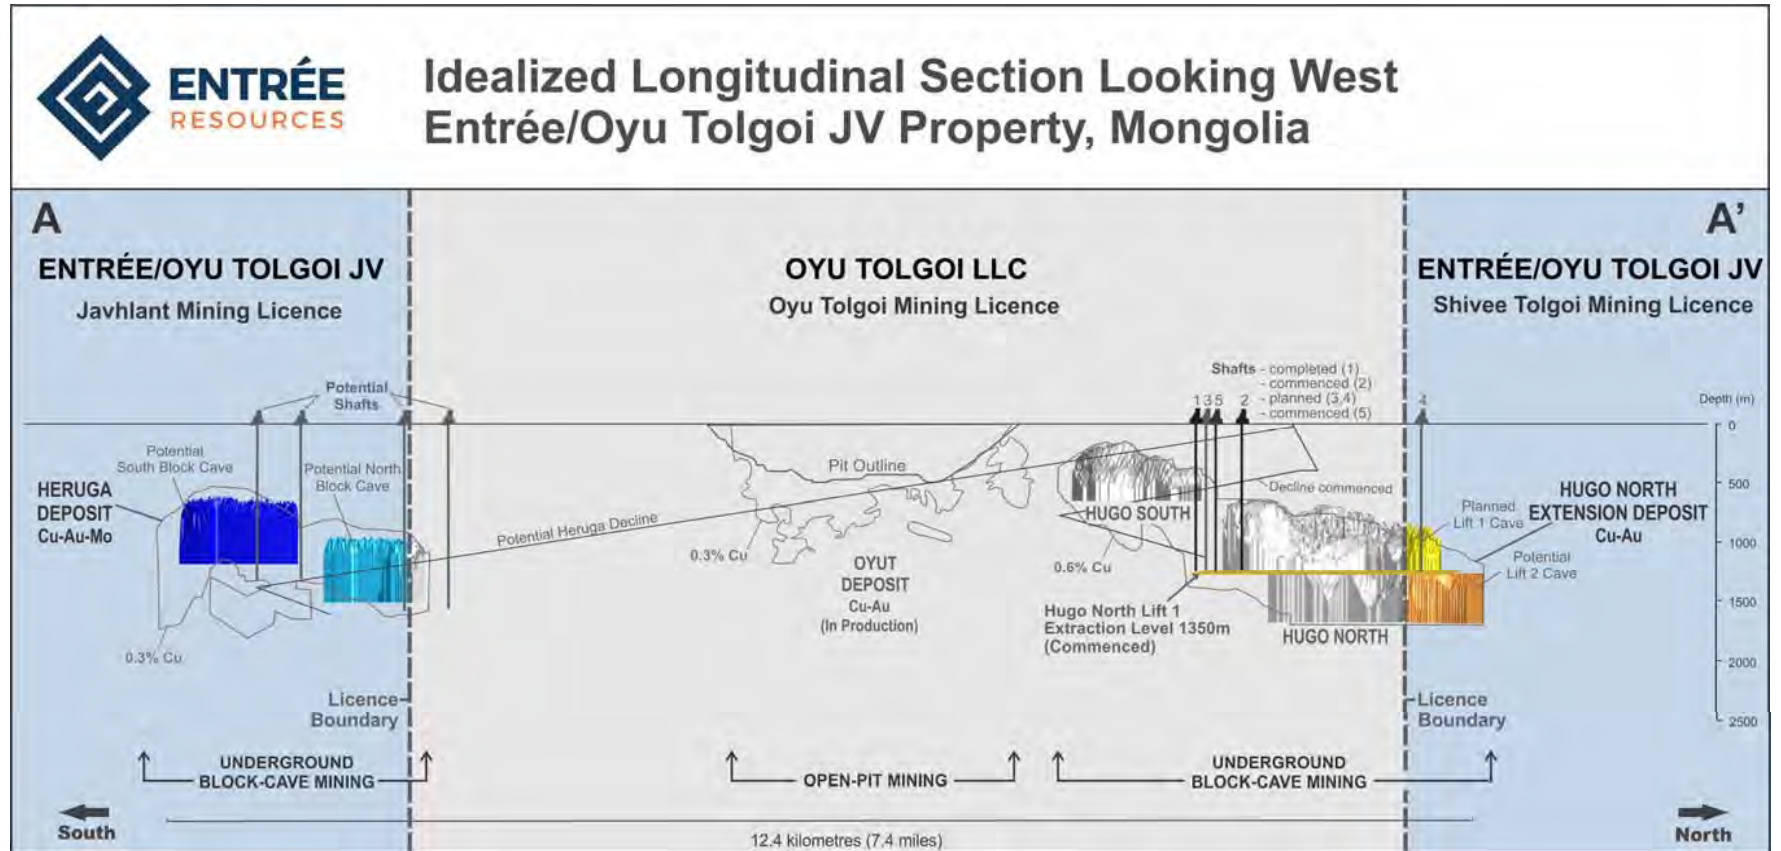 ENTRÉE
RESOURCES
Idealized Longitudinal Section Looking West
Entrée/Oyu Tolgoi JV Property, Mongolia
A
A’
ENTRÉE/OYU TOLGOI JV
Javhlant Mining Licence
OYU TOLGOI LLC
Oyu Tolgoi Mining Licence
ENTRÉE/OYU TOLGOI JV
Shivee Tolgoi Mining Licence
Potential
Shafts
Shafts - completed (1)
- commenced (2)
- planned (3,4)
- commenced (5)
1 3 5 2
4
Depth (m)
0
500
1000
1500
2000
2500
Potential
South Block Cave
Potential North
Block Cave
HERUGA
DEPOSIT
Cu-Au-Mo
0.3% Cu
Potential Heruga Decline
Pit Outline
0.3% Cu
OYUT
DEPOSIT
Cu-Au
(In Production)
Decline commenced
HUGO SOUTH
0.6% Cu
Hugo North Lift 1
Extraction Level 1350m
(Commenced)
HUGO NORTH
Planned
Lift 1 Cave
HUGO NORTH
EXTENSION DEPOSIT
Cu-Au
Potential
Lift 2 Cave
Licence
Boundary
Licence
Boundary
UNDERGROUND
BLOCK-CAVE MINING
OPEN-PIT MINING
UNDERGROUND
BLOCK-CAVE MINING
South
12.4 kilometres (7.4 miles)
North